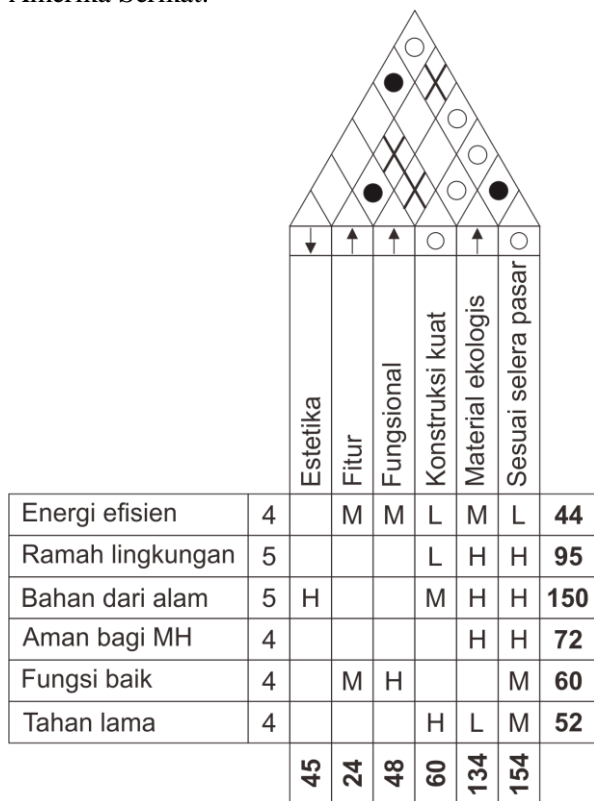 Estetika
Fitur
Fungsional
Konstruksi kuat
Material ekologis
Sesuai selera pasar
Energi efisien 4 M M L M L 44
Ramah lingkungan 5 L H H 95
Bahan dari alam 5 H M H H 150
Aman bagi MH 4 H H 72
Fungsi baik 4 M H M 60
Tahan lama 4 H L M 52
45 24 48 60 134 154